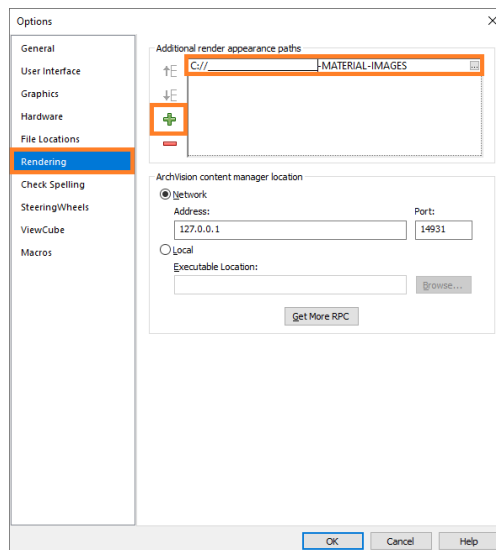 Options
General
User Interface
Graphics
Hardware
File Locations
Rendering
Check Spelling
SteeringWheels
ViewCube
Macros
Additional render appearance paths
C://______________________-MATERIAL-IMAGES
...
ArchVision content manager location
Network
Address:
Port:
127.0.0.1
14931
Local
Executable Location:
Browse...
Get More RPC
OK
Cancel
Help